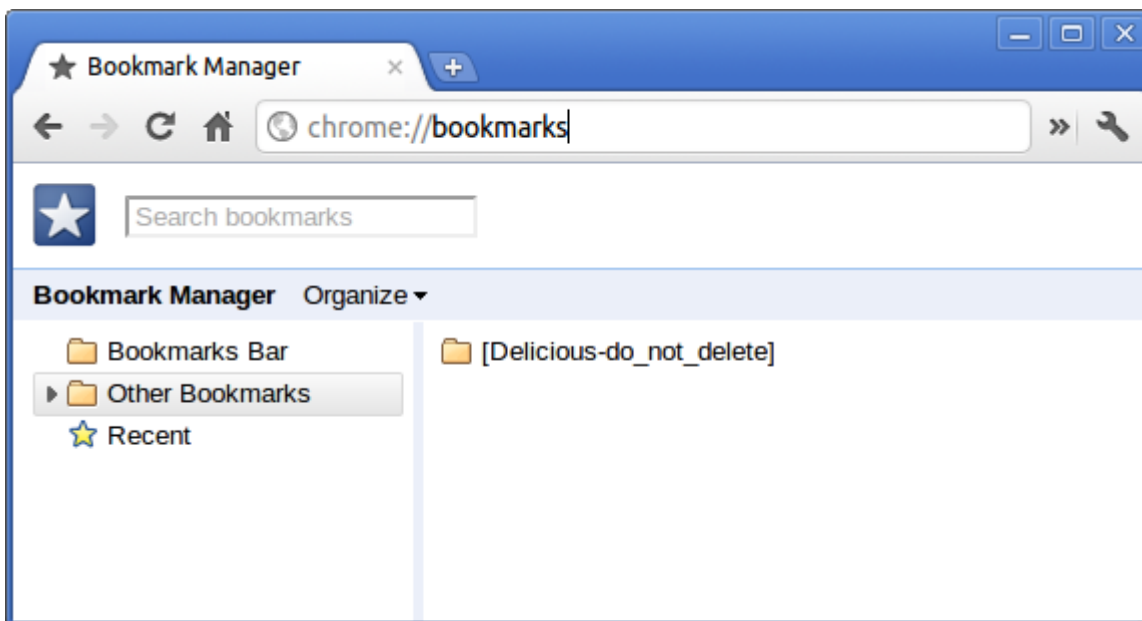 Bookmark Manager
chrome://bookmarks
Search bookmarks
Bookmark Manager Organize
Bookmarks Bar
Other Bookmarks
Recent
[Delicious-do_not_delete]